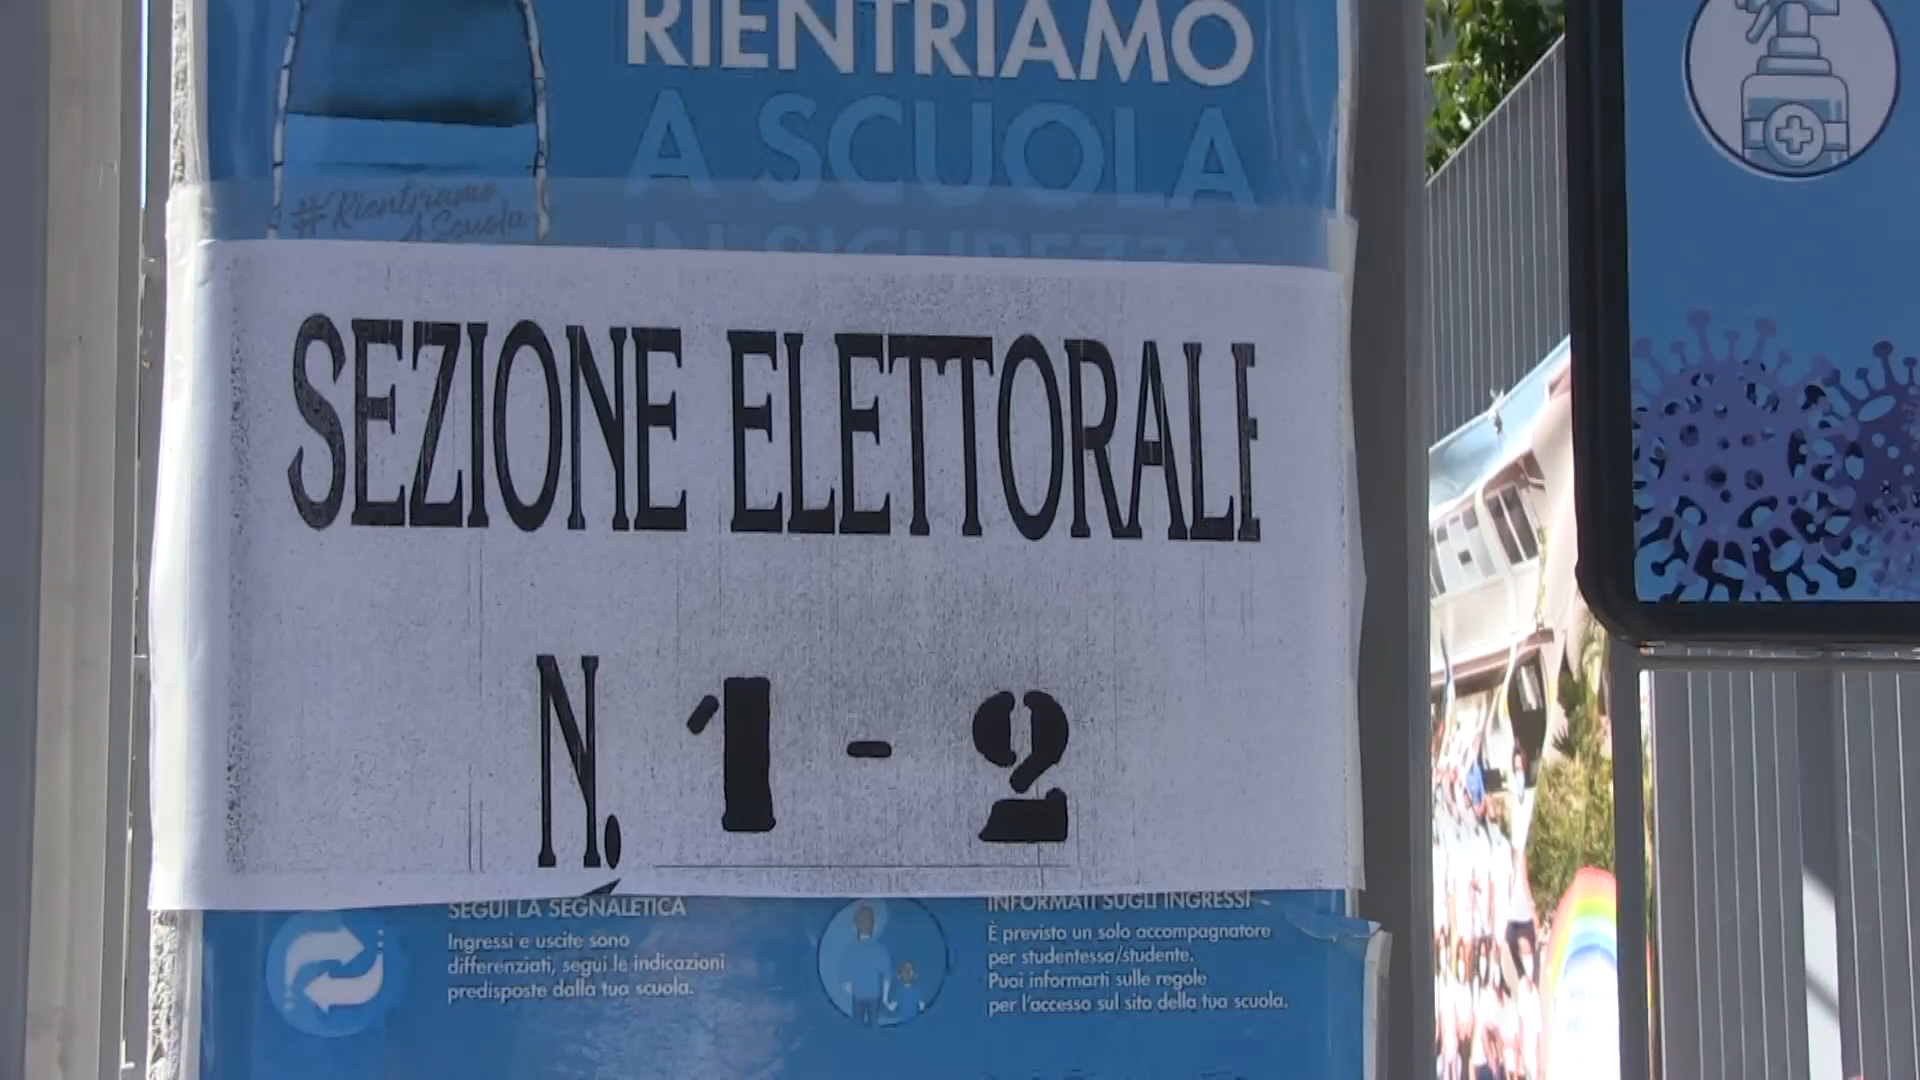 RIENTRIAMO
A SCUOLA
IN SICUREZZA
#Rientriamo
AScuola
SEZIONE ELETTORALE
N. 1 - 2
SEGUI LA SEGNALETICA
Ingressi e uscite sono
differenziati, segui le indicazioni
predisposte dalla tua scuola.
INFORMATI SUGLI INGRESSI
È previsto un solo accompagnatore
per studentessa/studente.
Puoi informarti sulle regole
per l'accesso sul sito della tua scuola.